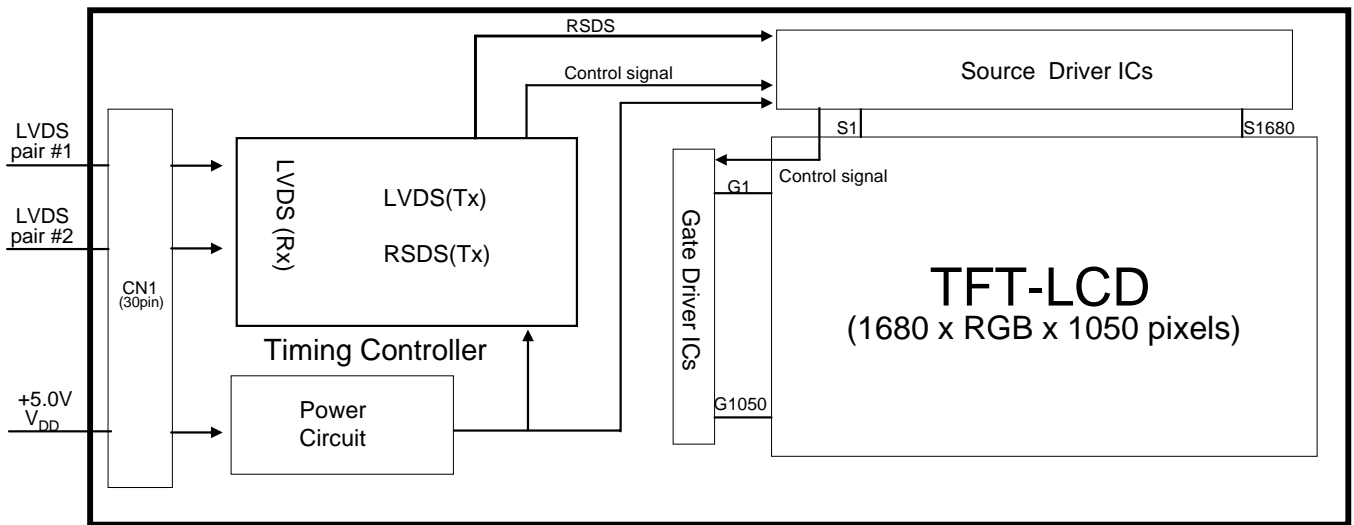 RSDS
Control signal
Source  Driver ICs
LVDS
pair #1
S1
S1680
Control signal
LVDS (Rx)
LVDS(Tx)
G1
LVDS
pair #2
RSDS(Tx)
Gate Driver ICs
CN1
(30pin)
TFT-LCD
(1680 x RGB x 1050 pixels)
Timing Controller
+5.0V
VDD
Power
Circuit
G1050